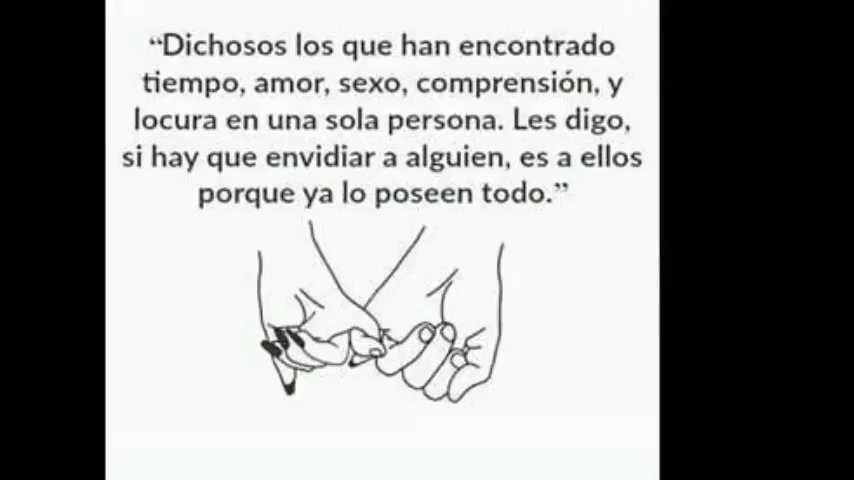 “Dichosos los que han encontrado
tiempo, amor, sexo, comprensión, y
locura en una sola persona. Les digo,
si hay que envidiar a alguien, es a ellos
porque ya lo poseen todo.”